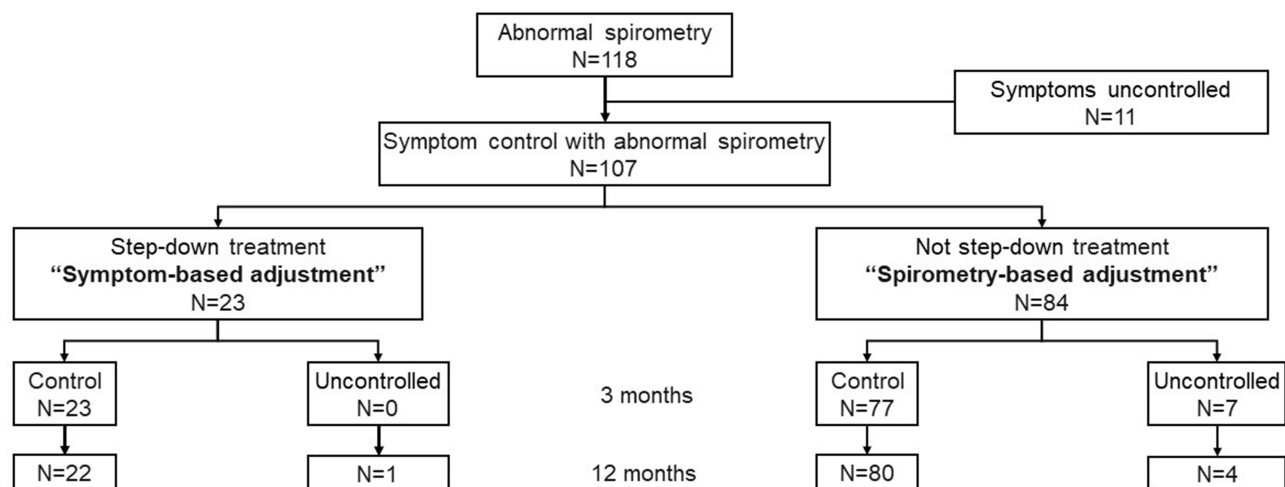 Abnormal spirometry
N=118
Symptoms uncontrolled
N=11
Symptom control with abnormal spirometry
N=107
Step-down treatment
“Symptom-based adjustment”
N=23
Not step-down treatment
“Spirometry-based adjustment”
N=84
Control
N=23
Uncontrolled
N=0
3 months
Control
N=77
Uncontrolled
N=7
N=22
N=1
12 months
N=80
N=4